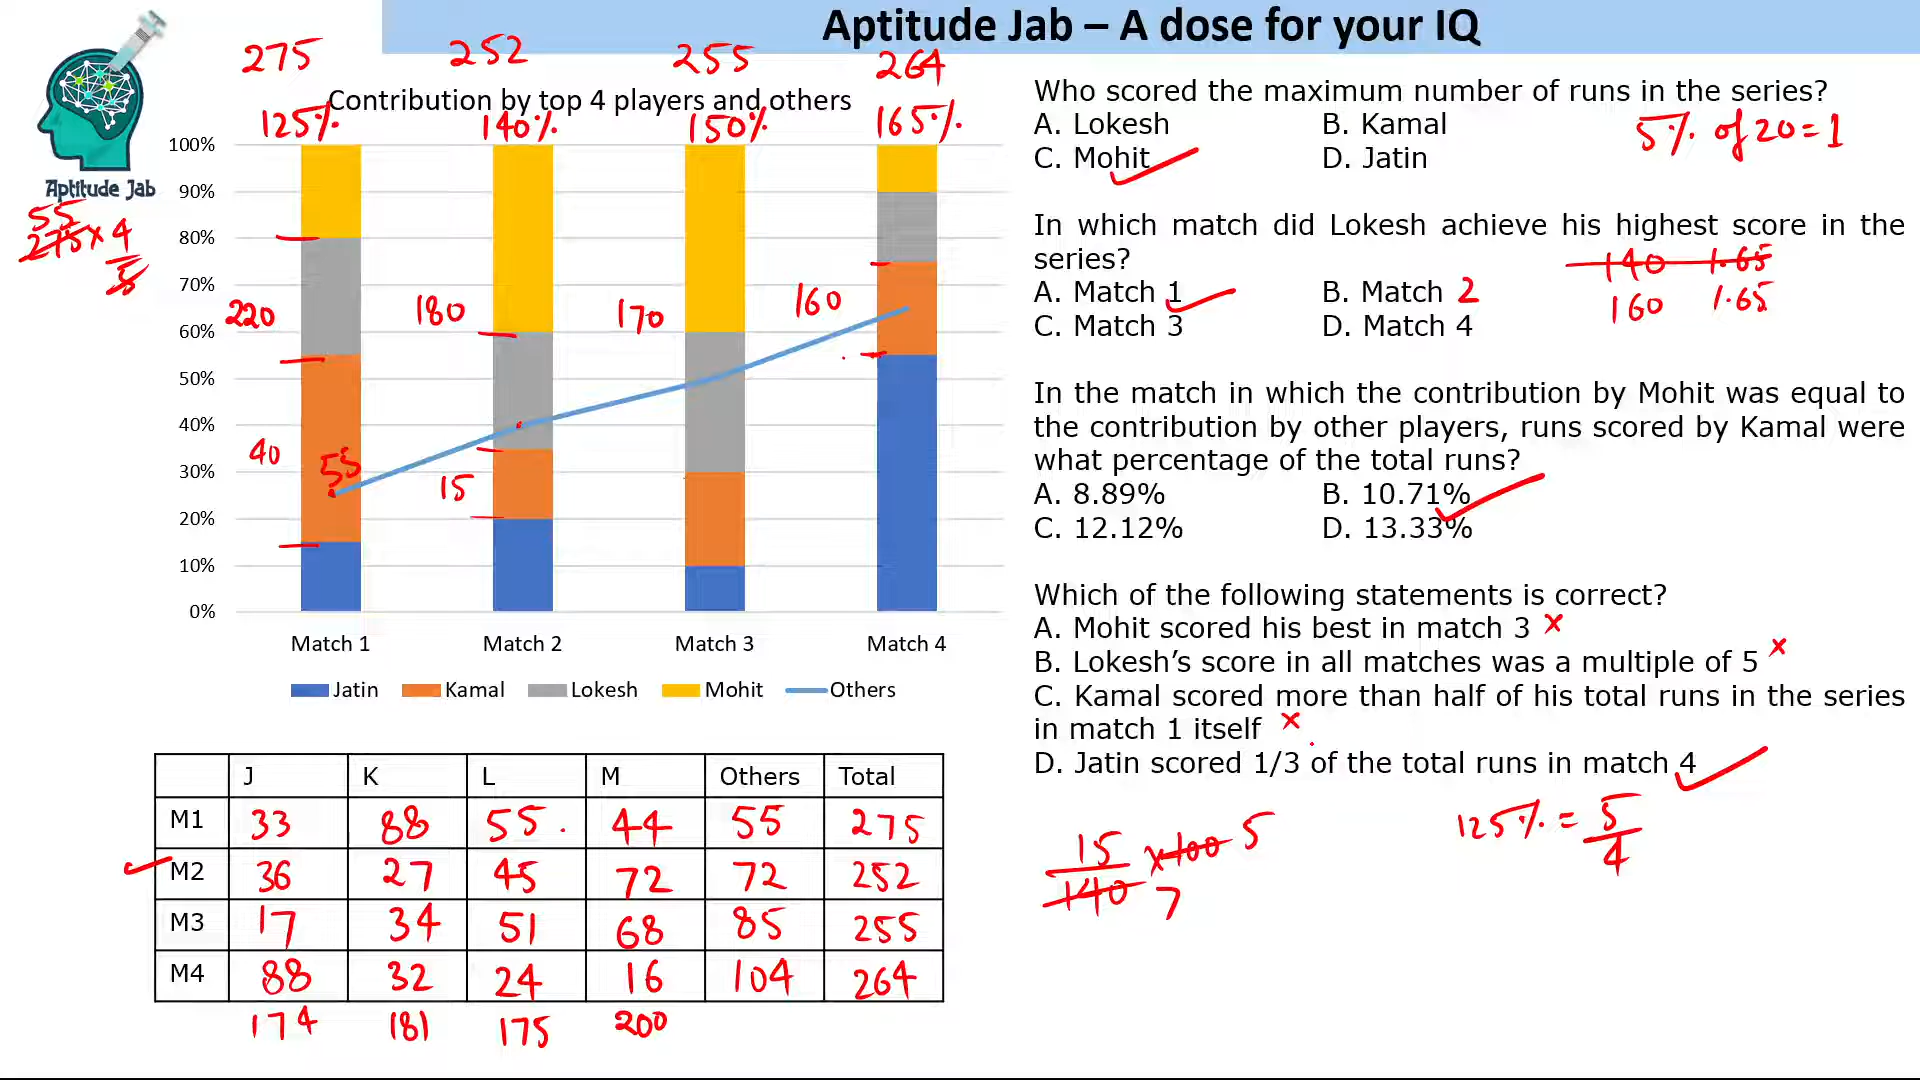 Aptitude Jab – A dose for your IQ
Aptitude Jab
275 252 255 264
Contribution by top 4 players and others
125% 140% 150% 165%
100%
90%
80%
70%
60%
50%
40%
30%
20%
10%
0%
55
275 × 4
5
220 180 170 160
40 55 15
Match 1 Match 2 Match 3 Match 4
Jatin Kamal Lokesh Mohit Others
J K L M Others Total
M1 33 88 55 44 55 275
M2 36 27 45 72 72 252
M3 17 34 51 68 85 255
M4 88 32 24 16 104 264
174 181 175 200
Who scored the maximum number of runs in the series?
A. Lokesh B. Kamal
C. Mohit D. Jatin
5% of 20 = 1
In which match did Lokesh achieve his highest score in the
series?
A. Match 1 B. Match 2
C. Match 3 D. Match 4
140 1.65
160 1.65
In the match in which the contribution by Mohit was equal to
the contribution by other players, runs scored by Kamal were
what percentage of the total runs?
A. 8.89% B. 10.71%
C. 12.12% D. 13.33%
Which of the following statements is correct?
A. Mohit scored his best in match 3 ×
B. Lokesh’s score in all matches was a multiple of 5 ×
C. Kamal scored more than half of his total runs in the series
in match 1 itself ×
D. Jatin scored 1/3 of the total runs in match 4
15 × 100 5
140 7
125% = 5
4